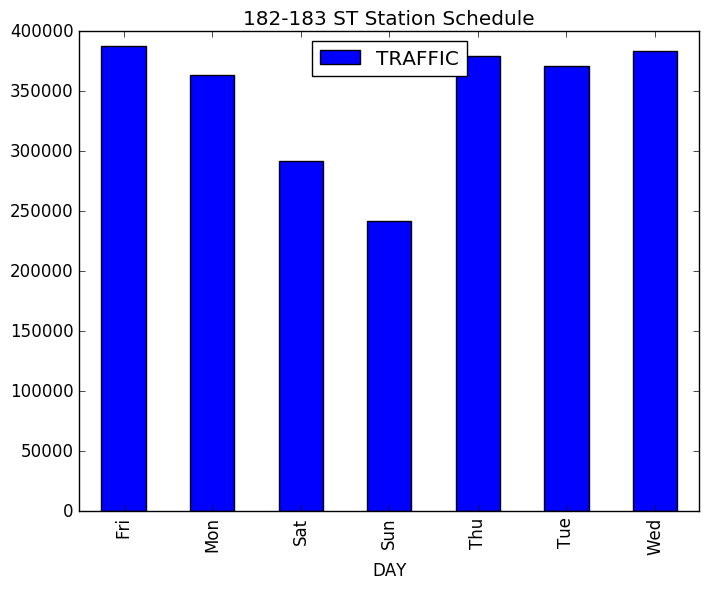 182-183 ST Station Schedule
TRAFFIC
400000
350000
300000
250000
200000
150000
100000
50000
0
Fri
Mon
Sat
Sun
Thu
Tue
Wed
DAY